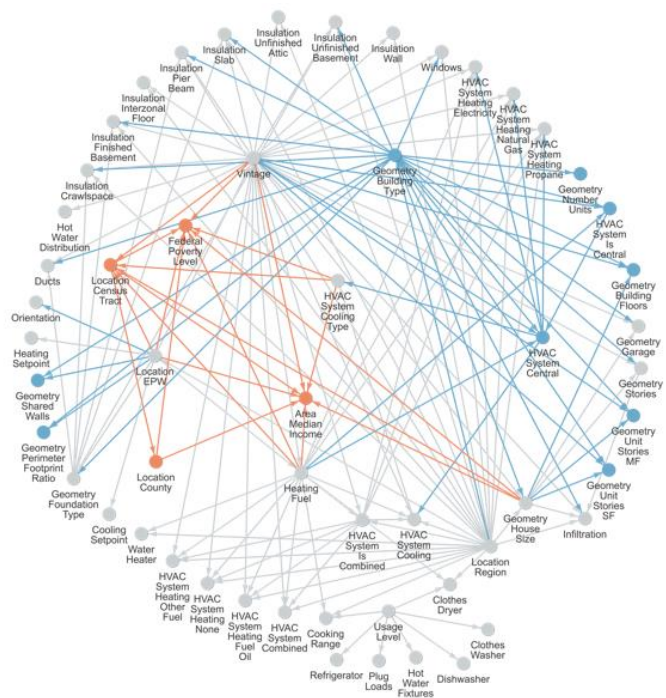 Insulation
Unfinished
Attic
Insulation
Unfinished
Basement
Insulation
Slab
Insulation
Wall
Insulation
Pier
Beam
Windows
HVAC
System
Heating
Electricity
Insulation
Interzonal
Floor
HVAC
System
Heating
Natural
Gas
Insulation
Finished
Basement
HVAC
System
Heating
Propane
Vintage
Geometry
Building
Type
Insulation
Crawlspace
Geometry
Number
Units
Hot
Water
Distribution
HVAC
System Is
Central
Federal
Poverty
Level
Ducts
Location
Census
Tract
Geometry
Building
Floors
HVAC
System
Cooling
Type
Orientation
Geometry
Garage
Heating
Setpoint
HVAC
System
Central
Location
EPW
Geometry
Stories
Geometry
Shared
Walls
Area
Median
Income
Geometry
Unit
Stories
MF
Geometry
Perimeter
Footprint
Ratio
Location
County
Heating
Fuel
Geometry
Unit
Stories
SF
Geometry
Foundation
Type
Geometry
House
Size
Cooling
Setpoint
Water
Heater
HVAC
System Is
Combined
HVAC
System
Cooling
Infiltration
Location
Region
HVAC
System
Heating
Other
Fuel
HVAC
System
Heating
None
HVAC
System
Heating
Fuel
Oil
HVAC
System
Combined
Cooking
Range
Usage
Level
Clothes
Dryer
Clothes
Washer
Refrigerator
Plug
Loads
Hot
Water
Fixtures
Dishwasher